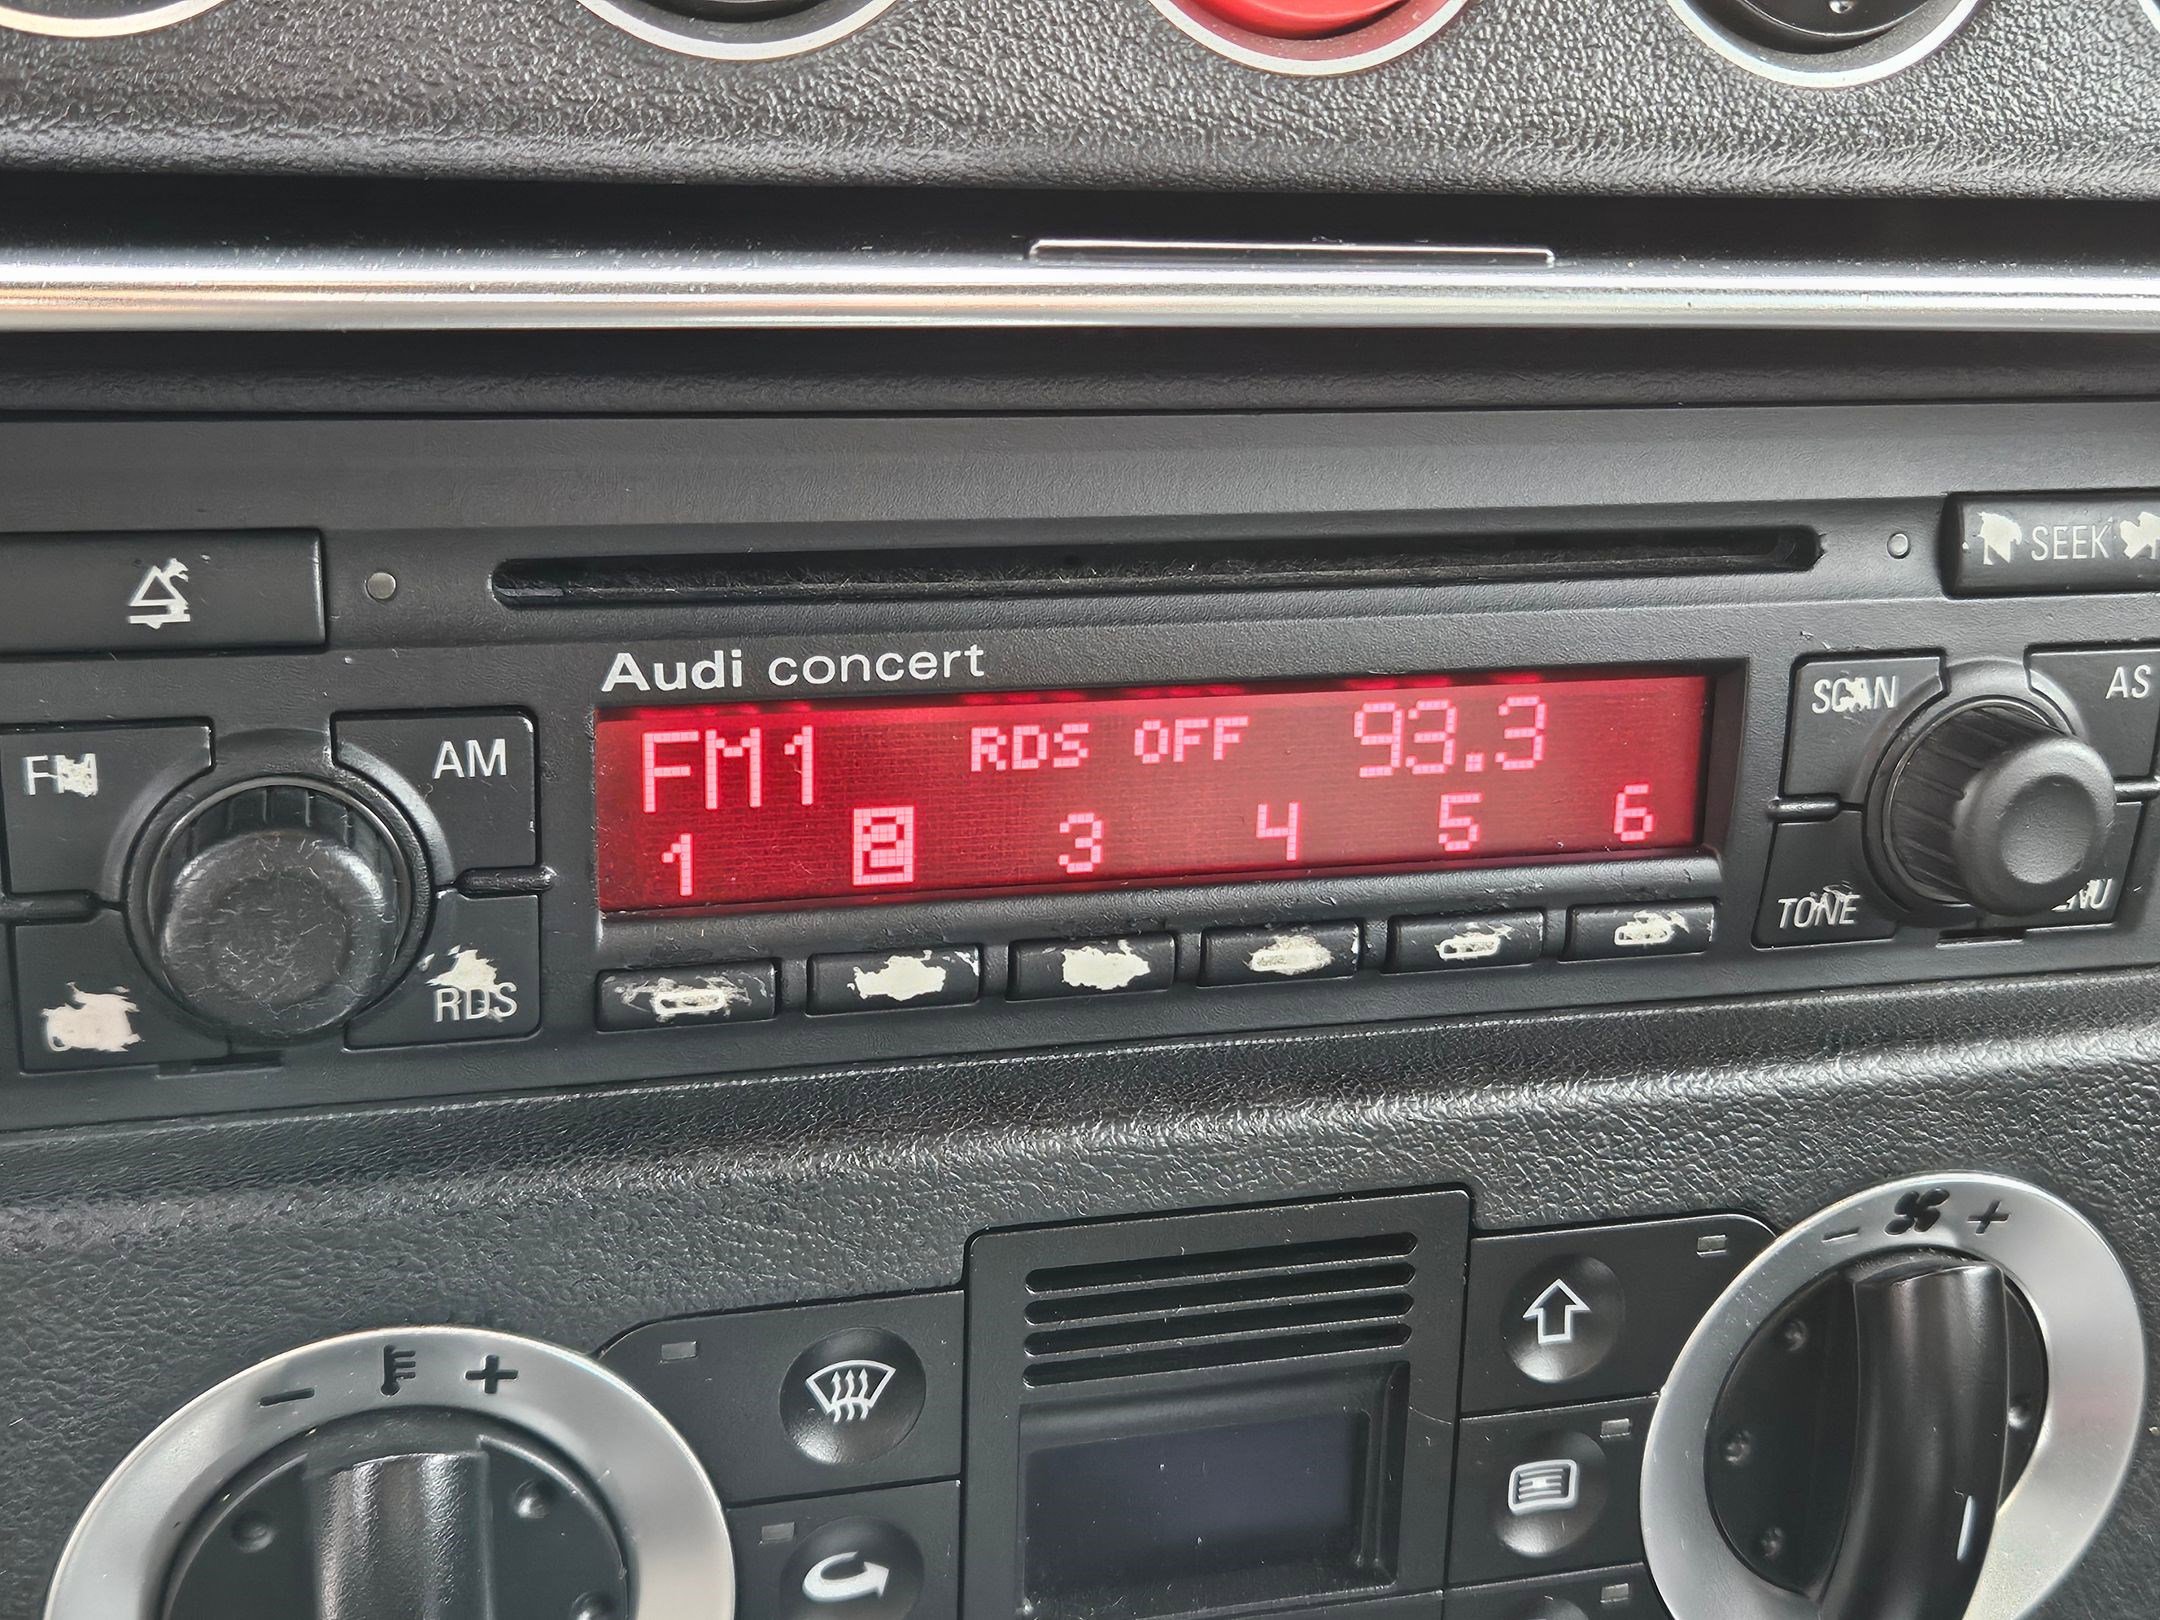 SEEK
Audi concert
SCAN
AS
FM
AM
FM1 RDS OFF 93.3
1 2 3 4 5 6
TONE
RDS
- +
- +